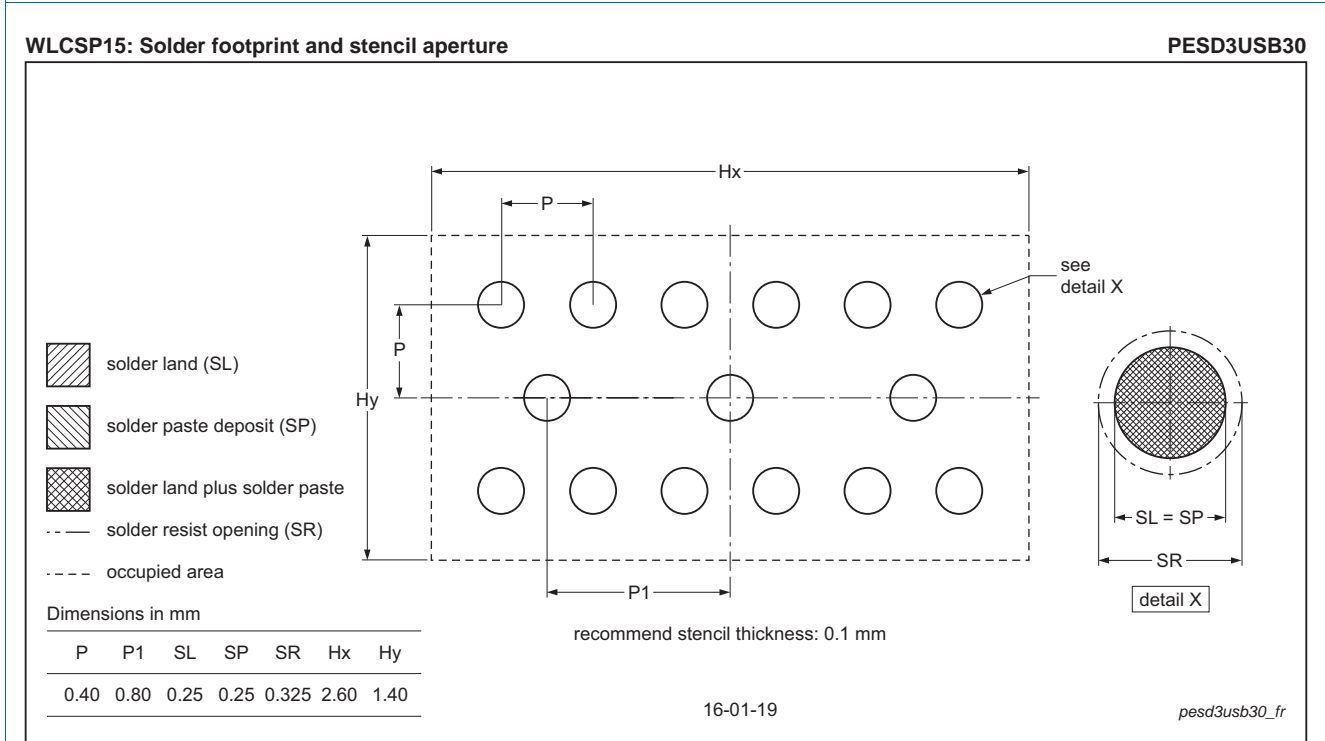 WLCSP15: Solder footprint and stencil aperture PESD3USB30
Hx
P
see
detail X
P
Hy
solder land (SL)
solder paste deposit (SP)
solder land plus solder paste
solder resist opening (SR)
occupied area
SL = SP
SR
detail X
P1
Dimensions in mm
recommend stencil thickness: 0.1 mm
P P1 SL SP SR Hx Hy
0.40 0.80 0.25 0.25 0.325 2.60 1.40
16-01-19
pesd3usb30_fr